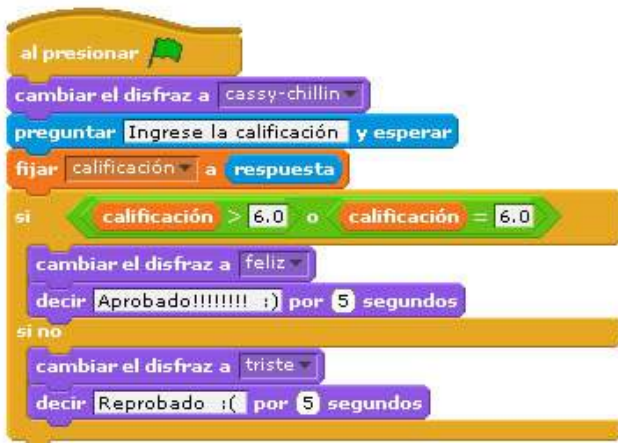 al presionar
cambiar el disfraz a cassy-chillin
preguntar Ingrese la calificación y esperar
fijar calificación a respuesta
si calificación > 6.0 o calificación = 6.0
cambiar el disfraz a feliz
decir Aprobado!!!!!!!! :) por 5 segundos
si no
cambiar el disfraz a triste
decir Reprobado :( por 5 segundos